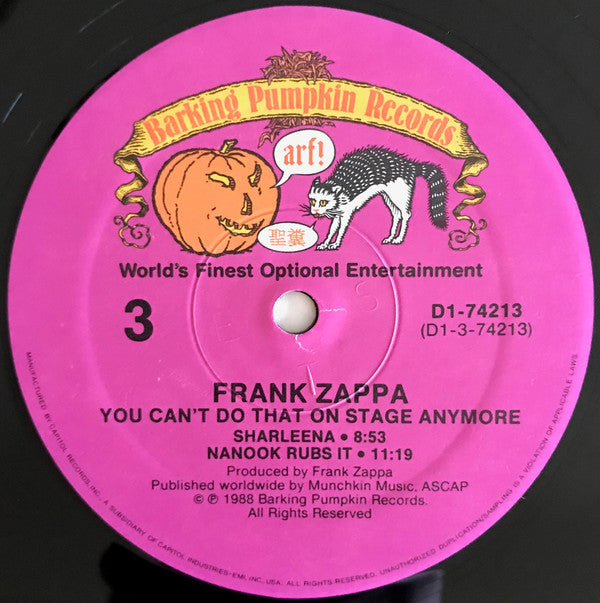 Barking Pumpkin Records
arf!
聖糞
World's Finest Optional Entertainment
3
D1-74213
(D1-3-74213)
FRANK ZAPPA
YOU CAN'T DO THAT ON STAGE ANYMORE
SHARLEENA • 8:53
NANOOK RUBS IT • 11:19
Produced by Frank Zappa
Published worldwide by Munchkin Music, ASCAP
© ℗ 1988 Barking Pumpkin Records.
All Rights Reserved
MANUFACTURED BY CAPITOL RECORDS, INC., A SUBSIDIARY OF CAPITOL INDUSTRIES-EMI, INC. USA. ALL RIGHTS RESERVED. UNAUTHORIZED DUPLICATION/SAMPLING IS A VIOLATION OF APPLICABLE LAWS.